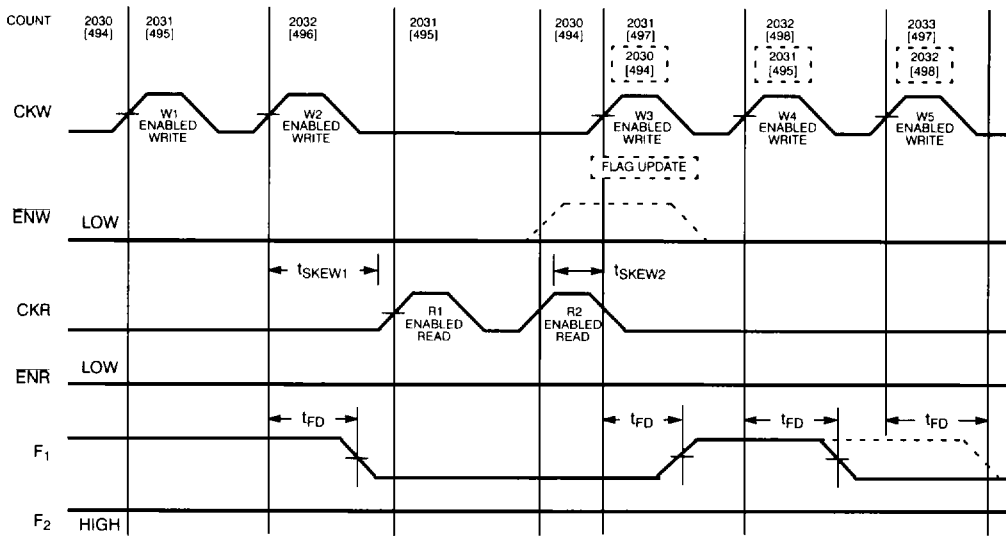 COUNT
2030 2031 2032 2031 2030 2031 2032 2033
[494] [495] [496] [495] [494] [497] [498] [497]
2030 2031 2032
[494] [495] [498]
CKW
W1 ENABLED WRITE
W2 ENABLED WRITE
W3 ENABLED WRITE
W4 ENABLED WRITE
W5 ENABLED WRITE
FLAG UPDATE
ENW LOW
tSKEW1 tSKEW2
CKR
R1 ENABLED READ
R2 ENABLED READ
LOW
ENR
tFD tFD tFD tFD
F1
F2 HIGH